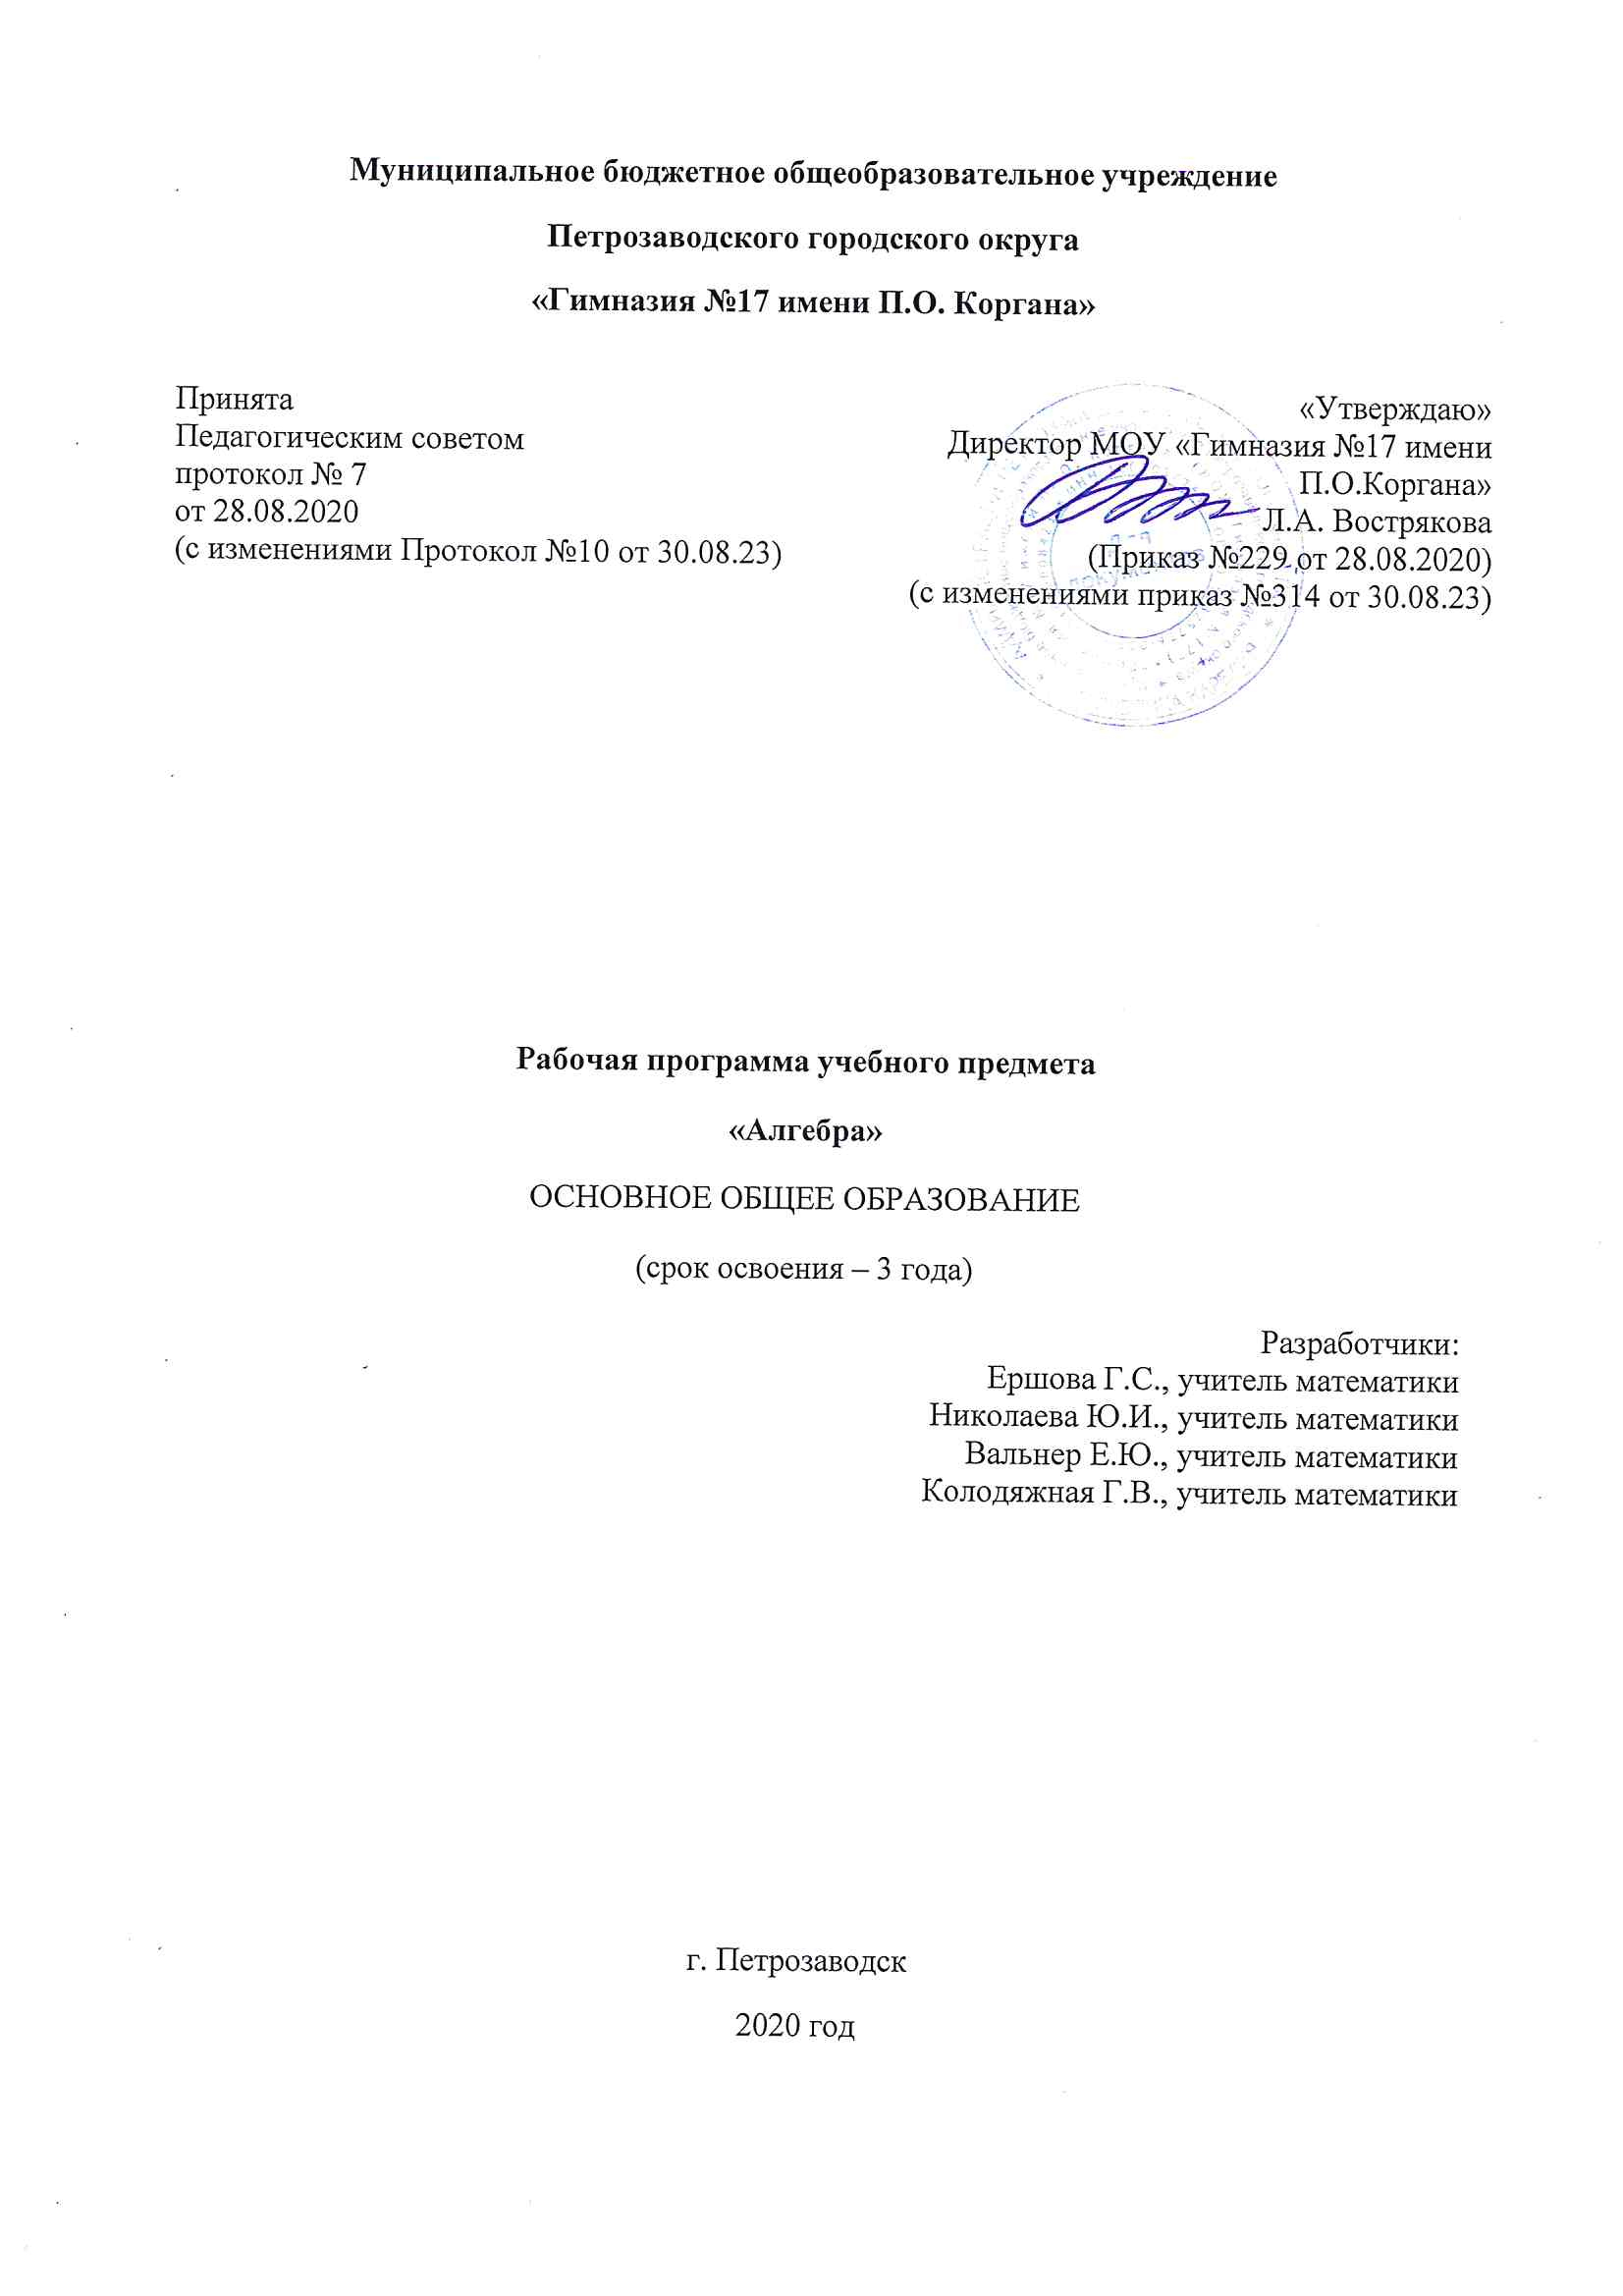 Муниципальное бюджетное общеобразовательное учреждение
Петрозаводского городского округа
«Гимназия №17 имени П.О. Коргана»
Принята
Педагогическим советом
протокол № 7
от 28.08.2020
(с изменениями Протокол №10 от 30.08.23)
«Утверждаю»
Директор МОУ «Гимназия №17 имени
П.О.Коргана»
Л.А. Вострякова
(Приказ №229 от 28.08.2020)
(с изменениями приказ №314 от 30.08.23)
Рабочая программа учебного предмета
«Алгебра»
ОСНОВНОЕ ОБЩЕЕ ОБРАЗОВАНИЕ
(срок освоения – 3 года)
Разработчики:
Ершова Г.С., учитель математики
Николаева Ю.И., учитель математики
Вальнер Е.Ю., учитель математики
Колодяжная Г.В., учитель математики
г. Петрозаводск
2020 год